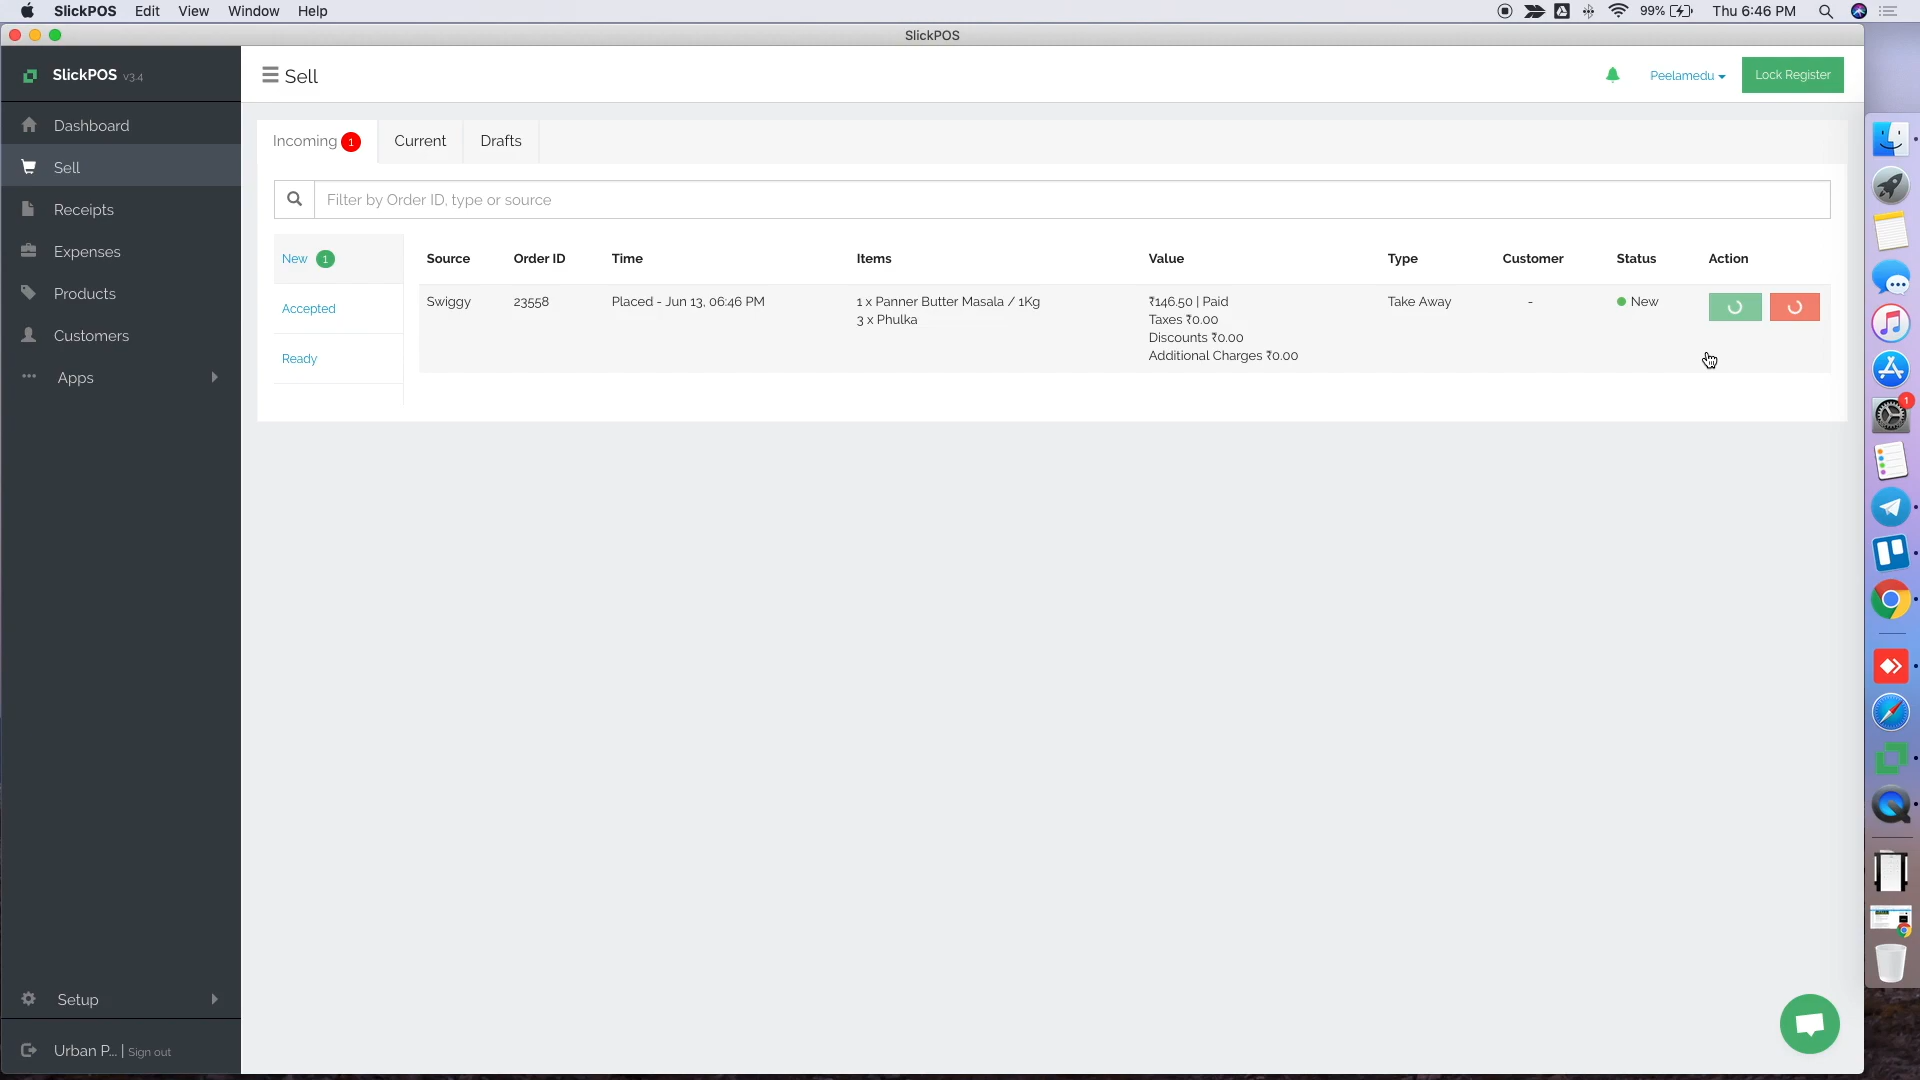 SlickPOS Edit View Window Help
99% Thu 6:46 PM
SlickPOS
SlickPOS v3.4
Sell
Peelamedu
Lock Register
Dashboard
Sell
Receipts
Expenses
Products
Customers
Apps
Incoming 1
Current
Drafts
Filter by Order ID, type or source
New 1
Accepted
Ready
Source Order ID Time Items Value Type Customer Status Action
Swiggy 23558 Placed - Jun 13, 06:46 PM 1 x Panner Butter Masala / 1Kg ₹146.50 | Paid Take Away - New
3 x Phulka Taxes ₹0.00
Discounts ₹0.00
Additional Charges ₹0.00
1
Setup
Urban P... | Sign out